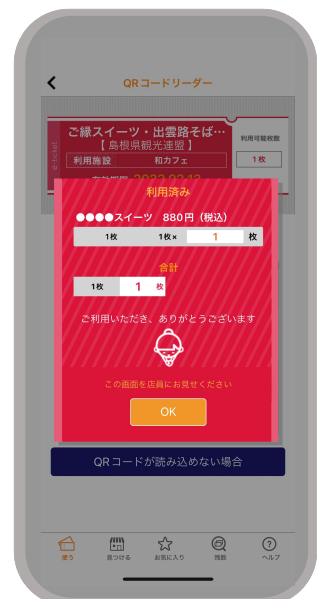 QRコードリーダー
ご縁スイーツ・出雲路そば…
【 島根県観光連盟 】
利用可能枚数
e-ticket
利用施設 和カフェ
1枚
利用済み
●●●●スイーツ 880円（税込）
1枚 1枚× 1 枚
合計
1枚 1 枚
ご利用いただき、ありがとうございます
この画面を店員にお見せください
OK
QRコードが読み込めない場合
使う 見つける お気に入り 残数 ヘルプ